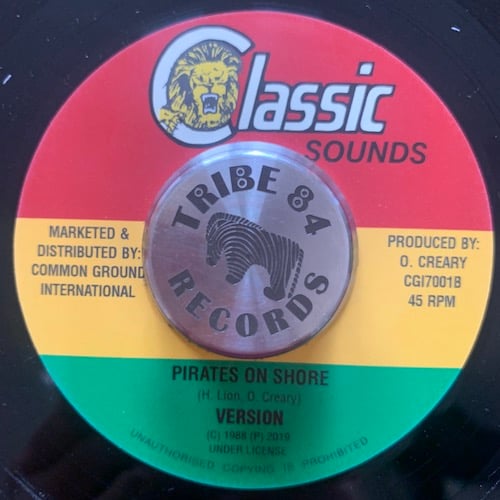 Classic
SOUNDS
TRIBE 84
RECORDS
MARKETED &
DISTRIBUTED BY:
COMMON GROUND
INTERNATIONAL
PRODUCED BY:
O. CREARY
CGI7001B
45 RPM
PIRATES ON SHORE
(H. Lion, O. Creary)
VERSION
(C) 1988 (P) 2019
UNDER LICENSE
UNAUTHORISED COPYING IS PROHIBITED